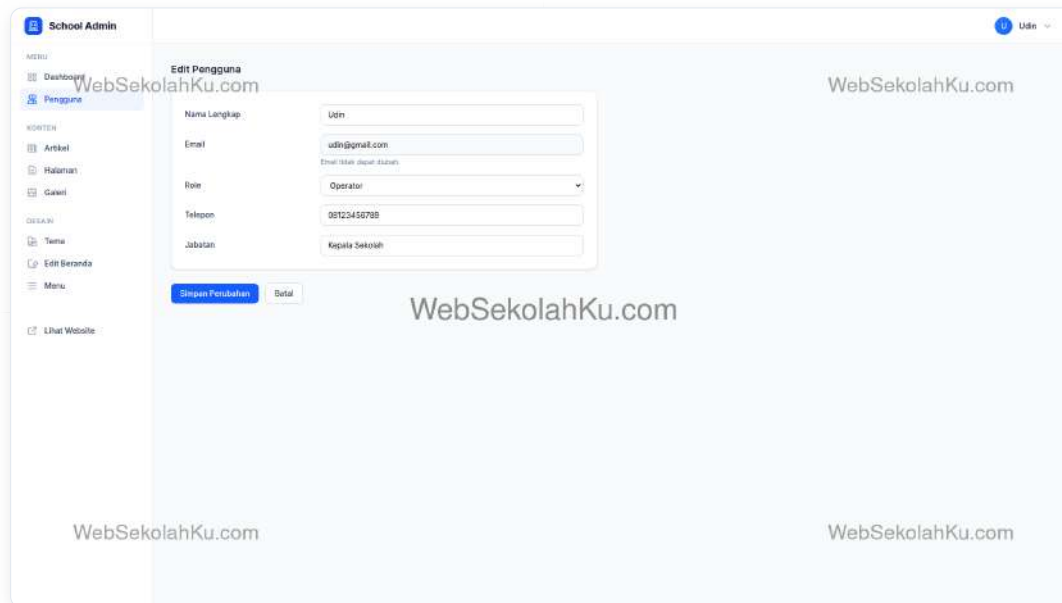 School Admin
U Udin
MENU
Dashboard
Pengguna
KONTEN
Artikel
Halaman
Galeri
DESAIN
Tema
Edit Beranda
Menu
Lihat Website
Edit Pengguna
Nama Lengkap Udin
Email udin@gmail.com
Email tidak dapat diubah.
Role Operator
Telepon 08123456789
Jabatan Kepala Sekolah
Simpan Perubahan Batal
WebSekolahKu.com
WebSekolahKu.com
WebSekolahKu.com
WebSekolahKu.com
WebSekolahKu.com